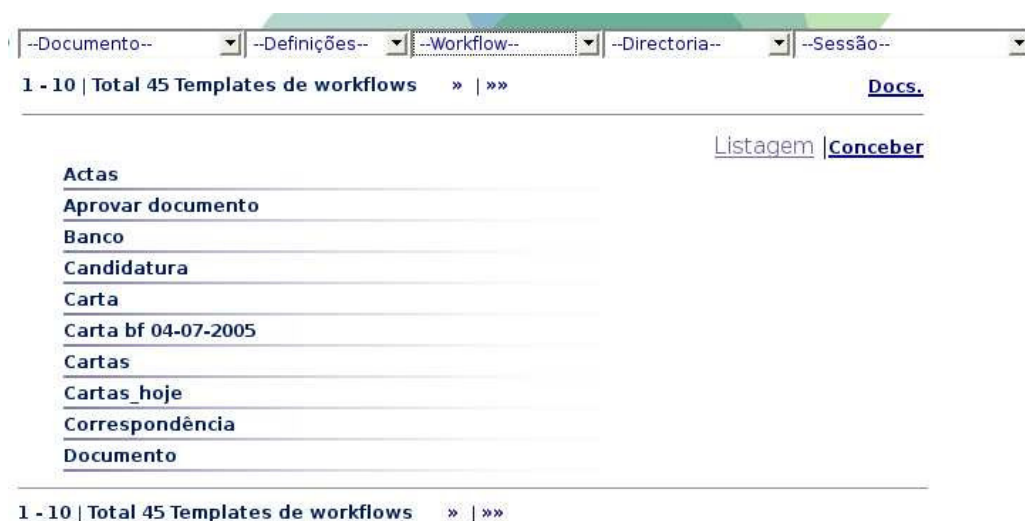 --Documento-- --Definições-- --Workflow-- --Directoria-- --Sessão--
1 - 10 | Total 45 Templates de workflows » | »» Docs.
Listagem |Conceber
Actas
Aprovar documento
Banco
Candidatura
Carta
Carta bf 04-07-2005
Cartas
Cartas_hoje
Correspondência
Documento
1 - 10 | Total 45 Templates de workflows » | »»